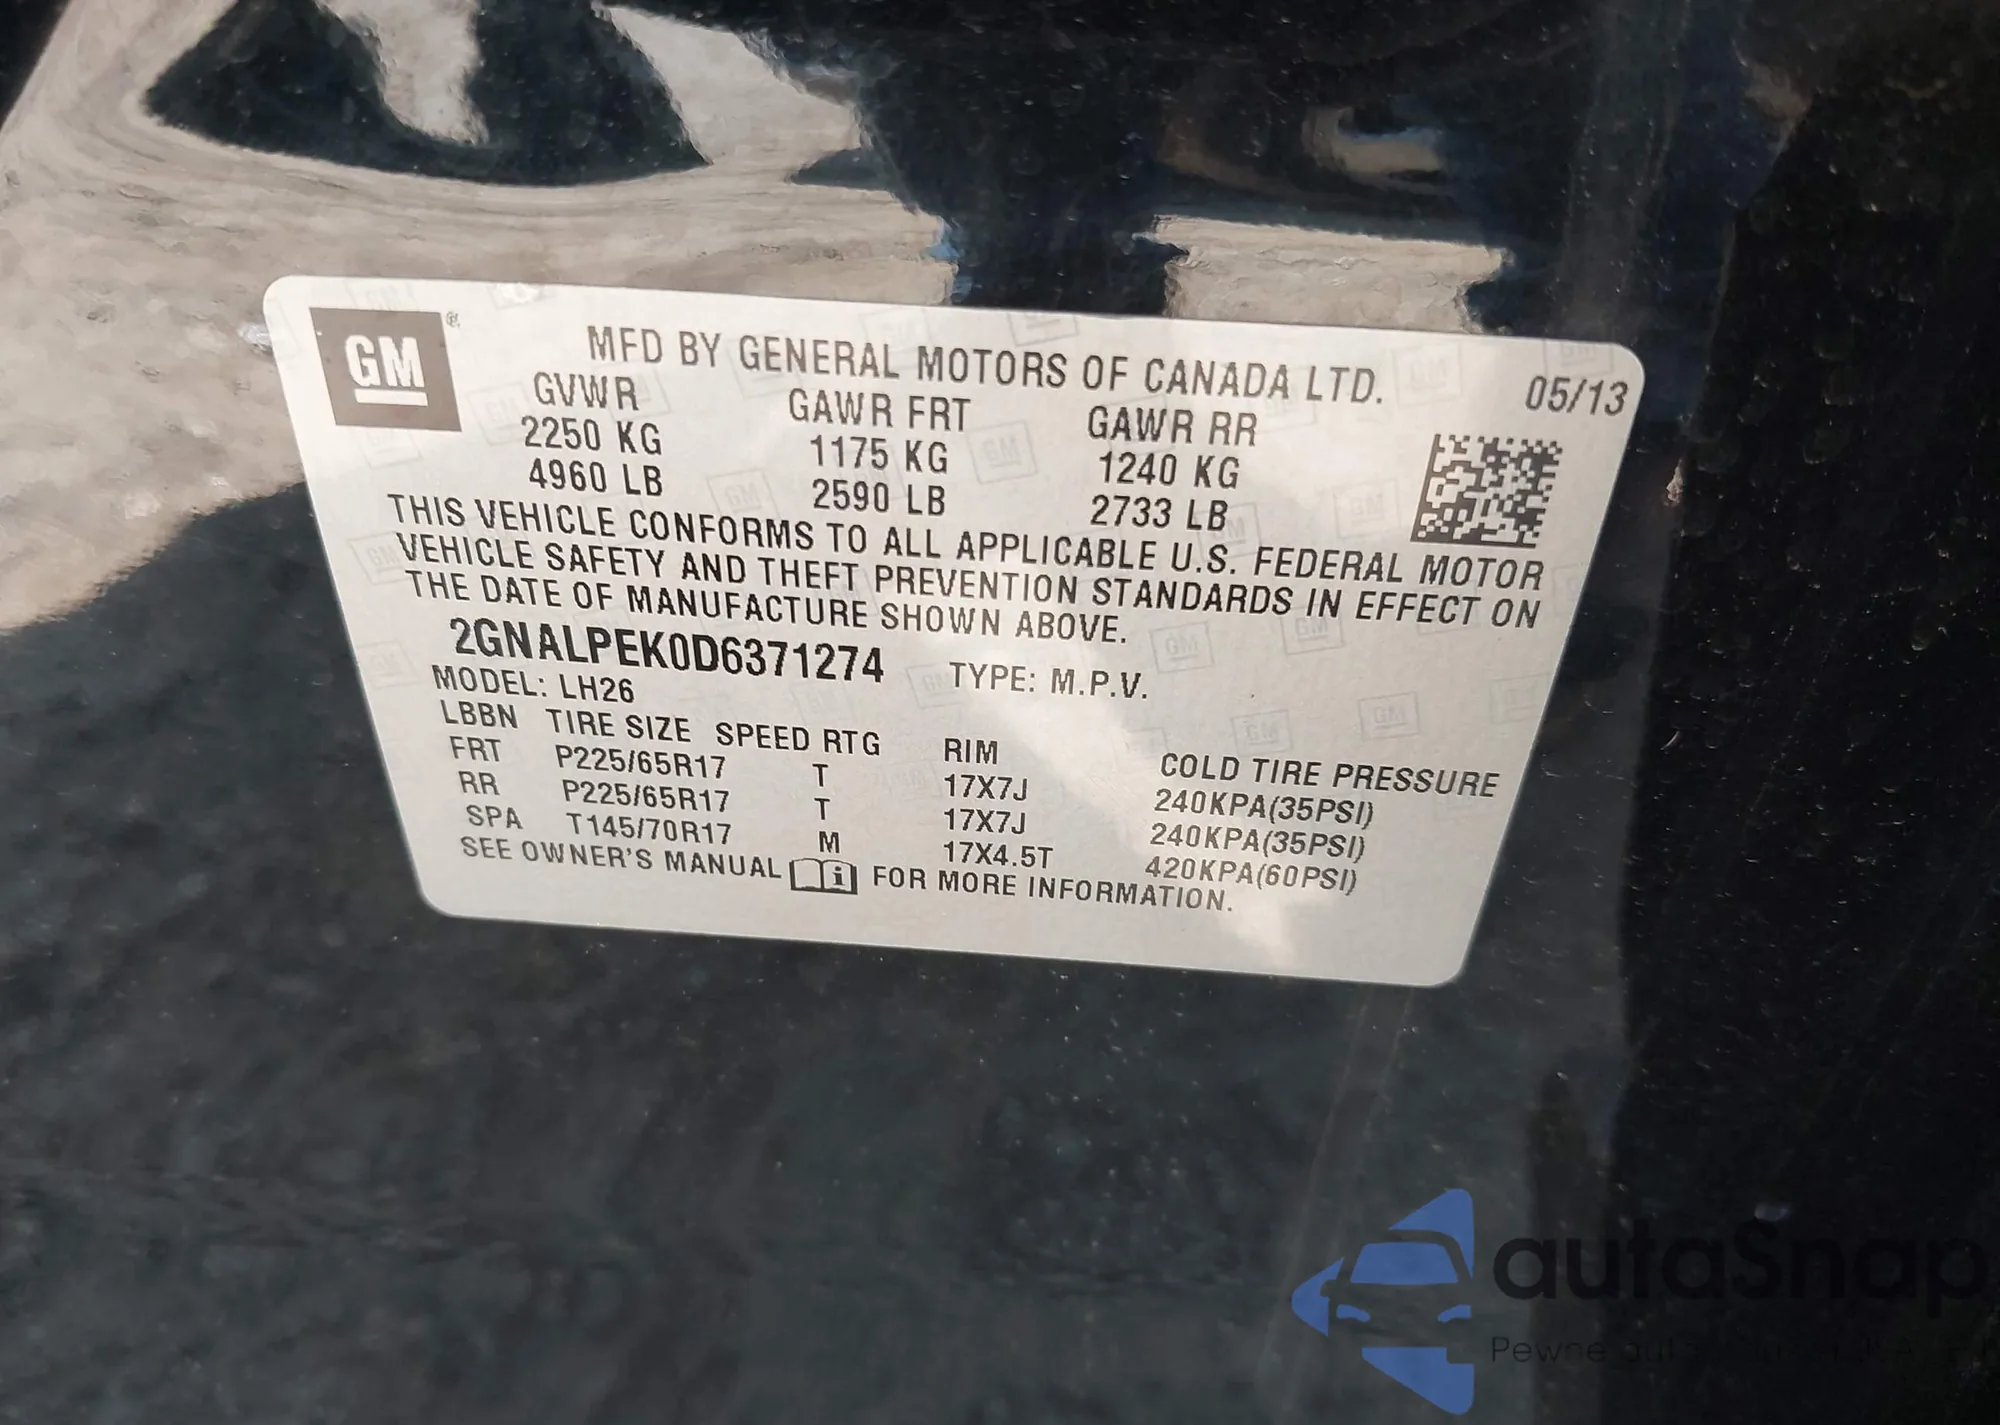 GM
MFD BY GENERAL MOTORS OF CANADA LTD.
05/13
GVWR GAWR FRT GAWR RR
2250 KG 1175 KG 1240 KG
4960 LB 2590 LB 2733 LB
THIS VEHICLE CONFORMS TO ALL APPLICABLE U.S. FEDERAL MOTOR
VEHICLE SAFETY AND THEFT PREVENTION STANDARDS IN EFFECT ON
THE DATE OF MANUFACTURE SHOWN ABOVE.
2GNALPEK0D6371274 TYPE: M.P.V.
MODEL: LH26
LBBN TIRE SIZE SPEED RTG RIM COLD TIRE PRESSURE
FRT P225/65R17 T 17X7J 240KPA(35PSI)
RR P225/65R17 T 17X7J 240KPA(35PSI)
SPA T145/70R17 M 17X4.5T 420KPA(60PSI)
SEE OWNER'S MANUAL FOR MORE INFORMATION.
autaSnap
Pewne